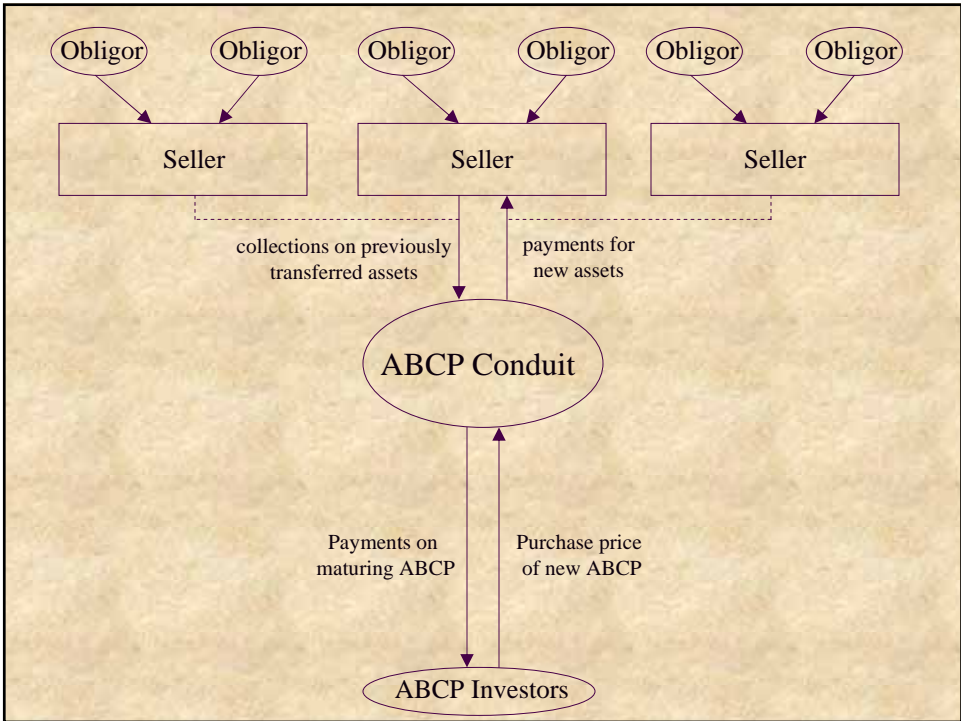 Obligor Obligor Obligor Obligor Obligor Obligor
Seller Seller Seller
collections on previously
transferred assets
payments for
new assets
ABCP Conduit
Payments on
maturing ABCP
Purchase price
of new ABCP
ABCP Investors